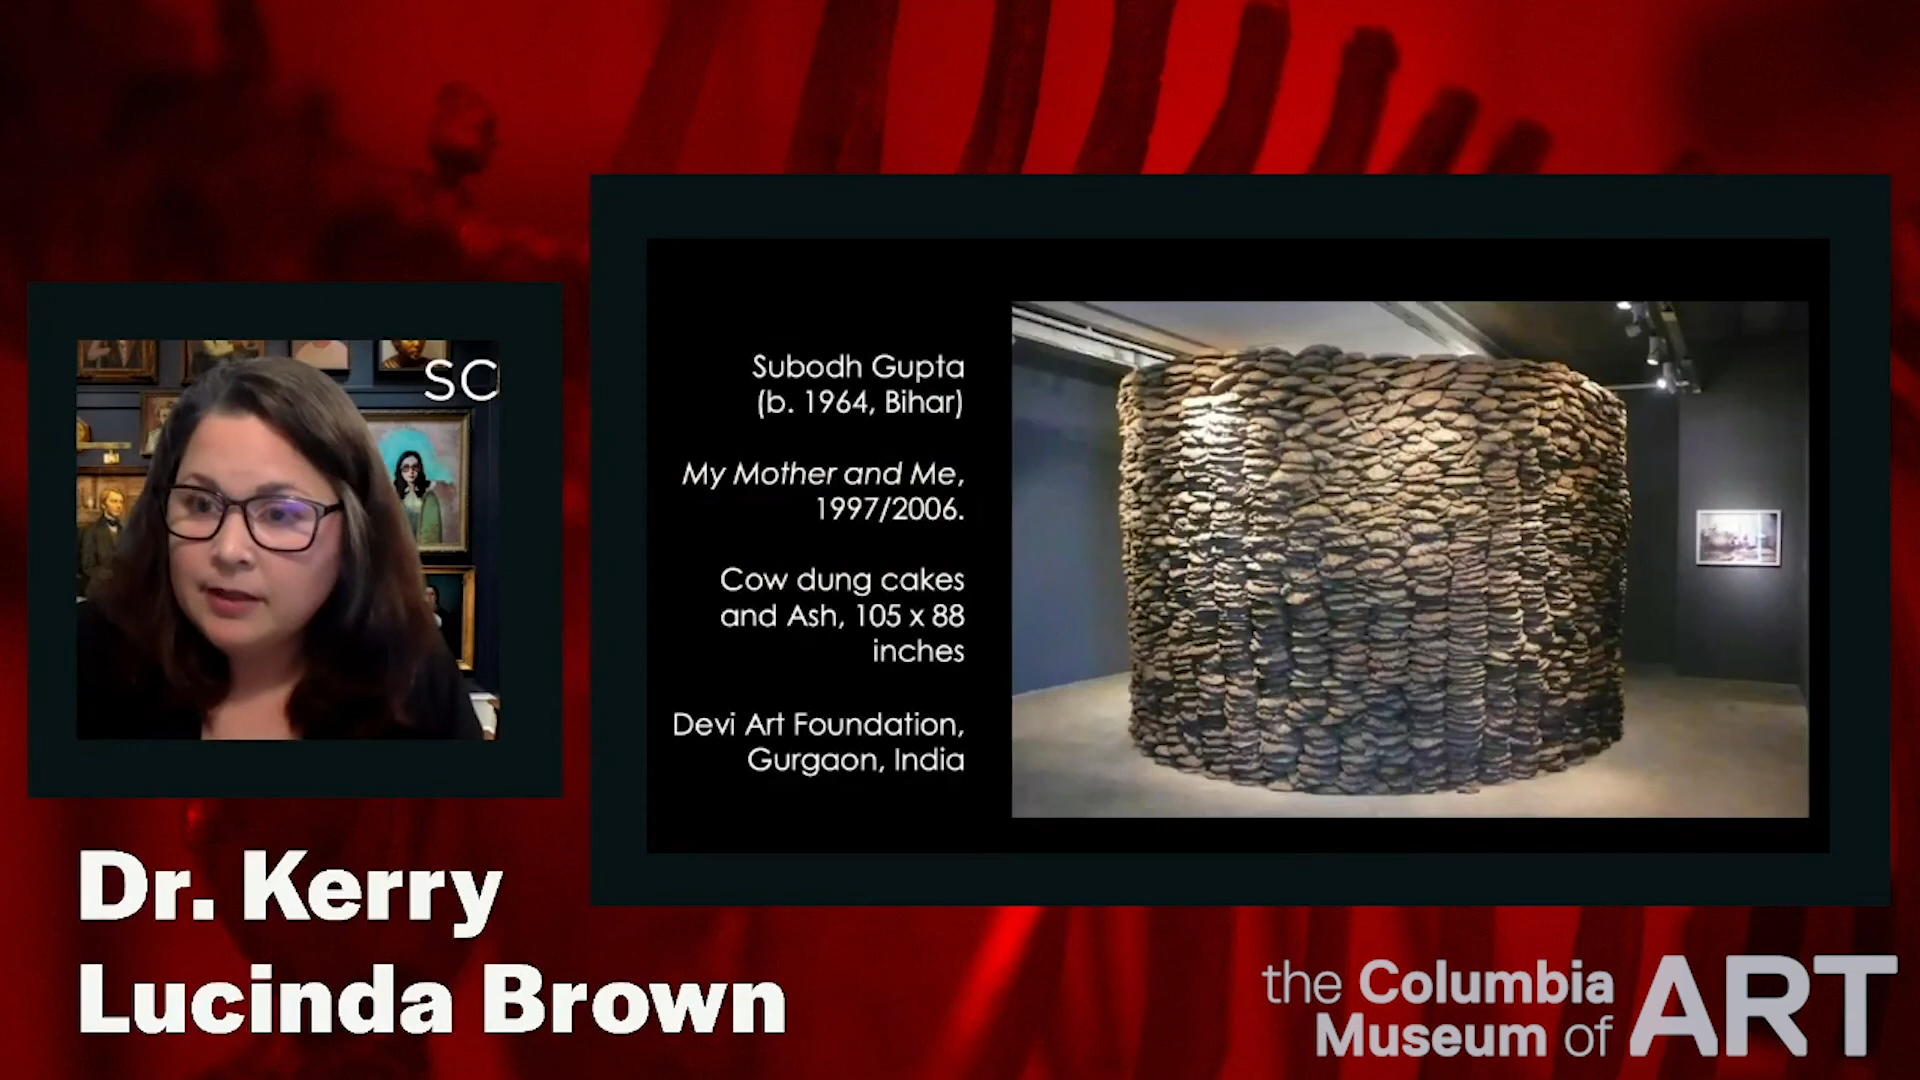 SC
Subodh Gupta
(b. 1964, Bihar)
My Mother and Me,
1997/2006.
Cow dung cakes
and Ash, 105 x 88
inches
Devi Art Foundation,
Gurgaon, India
Dr. Kerry
Lucinda Brown
the Columbia
Museum of
ART